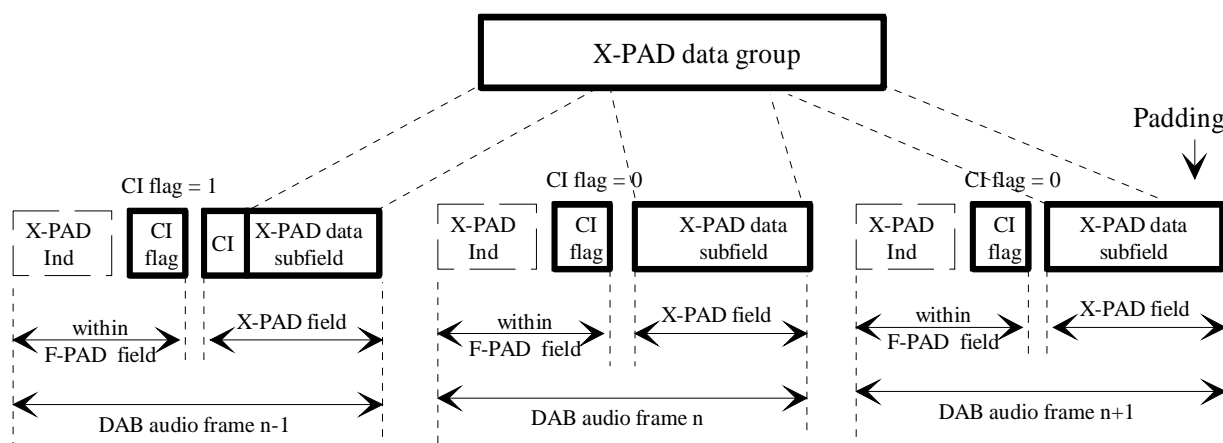 X-PAD data group
Padding
CI flag = 1
CI flag = 0
CI flag = 0
X-PAD
Ind
CI
flag
CI
X-PAD data
subfield
X-PAD
Ind
CI
flag
X-PAD data
subfield
X-PAD
Ind
CI
flag
X-PAD data
subfield
within
F-PAD field
X-PAD field
within
F-PAD field
X-PAD field
within
F-PAD field
X-PAD field
DAB audio frame n-1
DAB audio frame n
DAB audio frame n+1